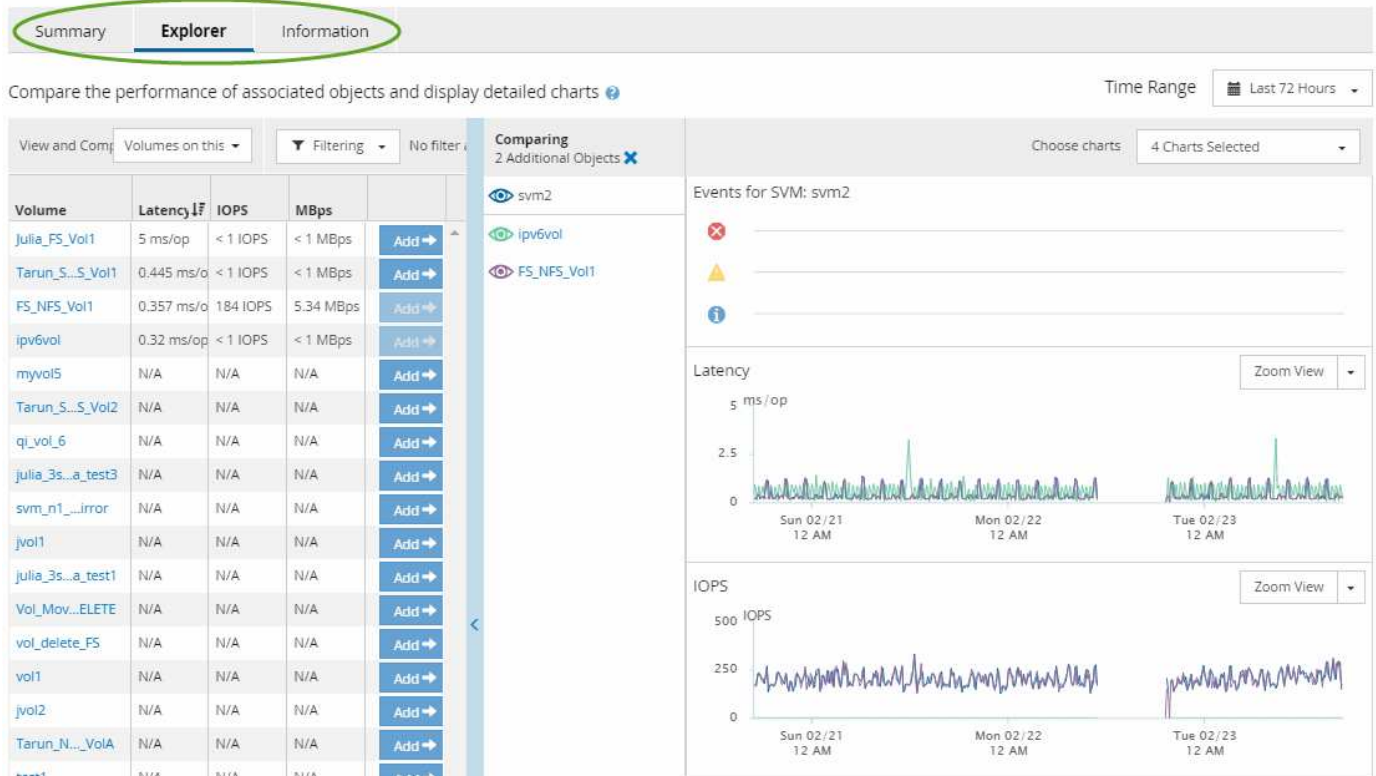 Summary Explorer Information
Compare the performance of associated objects and display detailed charts ?
Time Range Last 72 Hours
View and Comp Volumes on this Filtering No filter
Volume Latency IOPS MBps
Julia_FS_Vol1 5 ms/op < 1 IOPS < 1 MBps Add
Tarun_S...S_Vol1 0.445 ms/o < 1 IOPS < 1 MBps Add
FS_NFS_Vol1 0.357 ms/o 184 IOPS 5.34 MBps Add
ipv6vol 0.32 ms/op < 1 IOPS < 1 MBps Add
myvol5 N/A N/A N/A Add
Tarun_S...S_Vol2 N/A N/A N/A Add
qi_vol_6 N/A N/A N/A Add
julia_3s...a_test3 N/A N/A N/A Add
svm_n1_...irror N/A N/A N/A Add
jvol1 N/A N/A N/A Add
julia_3s...a_test1 N/A N/A N/A Add
Vol_Mov...ELETE N/A N/A N/A Add
vol_delete_FS N/A N/A N/A Add
vol1 N/A N/A N/A Add
jvol2 N/A N/A N/A Add
Tarun_N..._VolA N/A N/A N/A Add
Comparing
2 Additional Objects
svm2
ipv6vol
FS_NFS_Vol1
Choose charts 4 Charts Selected
Events for SVM: svm2
Latency Zoom View
5 ms/op
2.5
0
Sun 02/21 Mon 02/22 Tue 02/23
12 AM 12 AM 12 AM
IOPS Zoom View
500 IOPS
250
0
Sun 02/21 Mon 02/22 Tue 02/23
12 AM 12 AM 12 AM